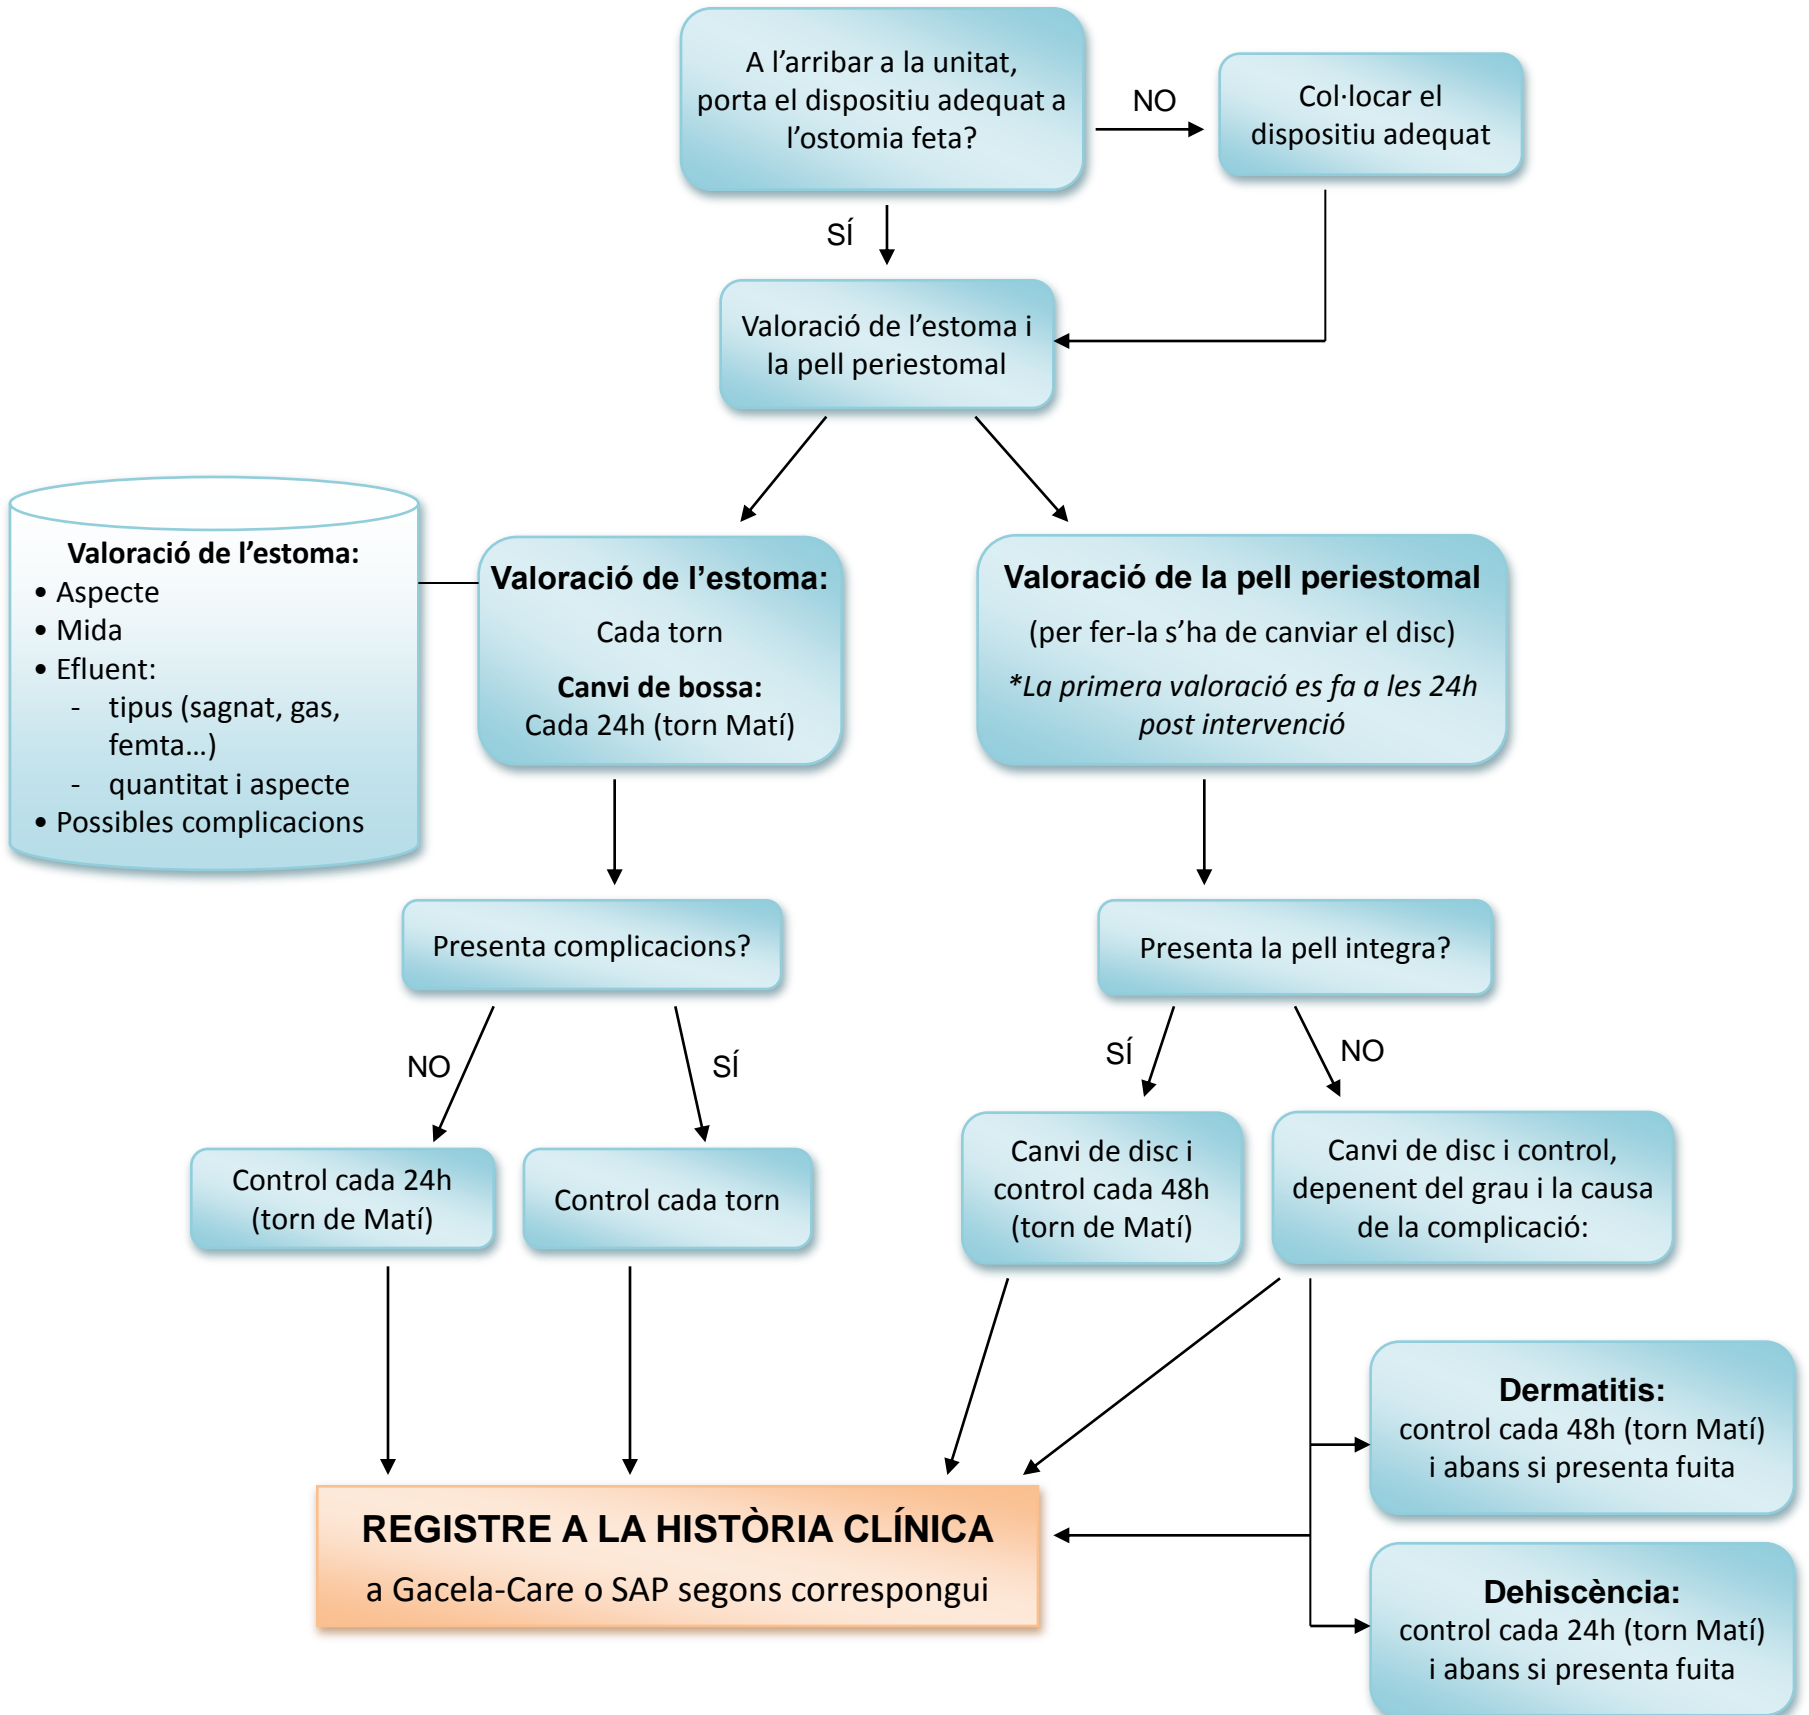 A l'arribar a la unitat,
porta el dispositiu adequat a
l'ostomia feta?
NO
Col·locar el
dispositiu adequat
SÍ
Valoració de l'estoma i
la pell periestomal
Valoració de l'estoma:
• Aspecte
• Mida
• Efluent:
- tipus (sagnat, gas,
femta…)
- quantitat i aspecte
• Possibles complicacions
Valoració de l'estoma:
Cada torn
Canvi de bossa:
Cada 24h (torn Matí)
Valoració de la pell periestomal
(per fer-la s'ha de canviar el disc)
*La primera valoració es fa a les 24h
post intervenció
Presenta complicacions?
Presenta la pell integra?
NO
SÍ
SÍ
NO
Control cada 24h
(torn de Matí)
Control cada torn
Canvi de disc i
control cada 48h
(torn de Matí)
Canvi de disc i control,
depenent del grau i la causa
de la complicació:
Dermatitis:
control cada 48h (torn Matí)
i abans si presenta fuita
REGISTRE A LA HISTÒRIA CLÍNICA
a Gacela-Care o SAP segons correspongui
Dehiscència:
control cada 24h (torn Matí)
i abans si presenta fuita